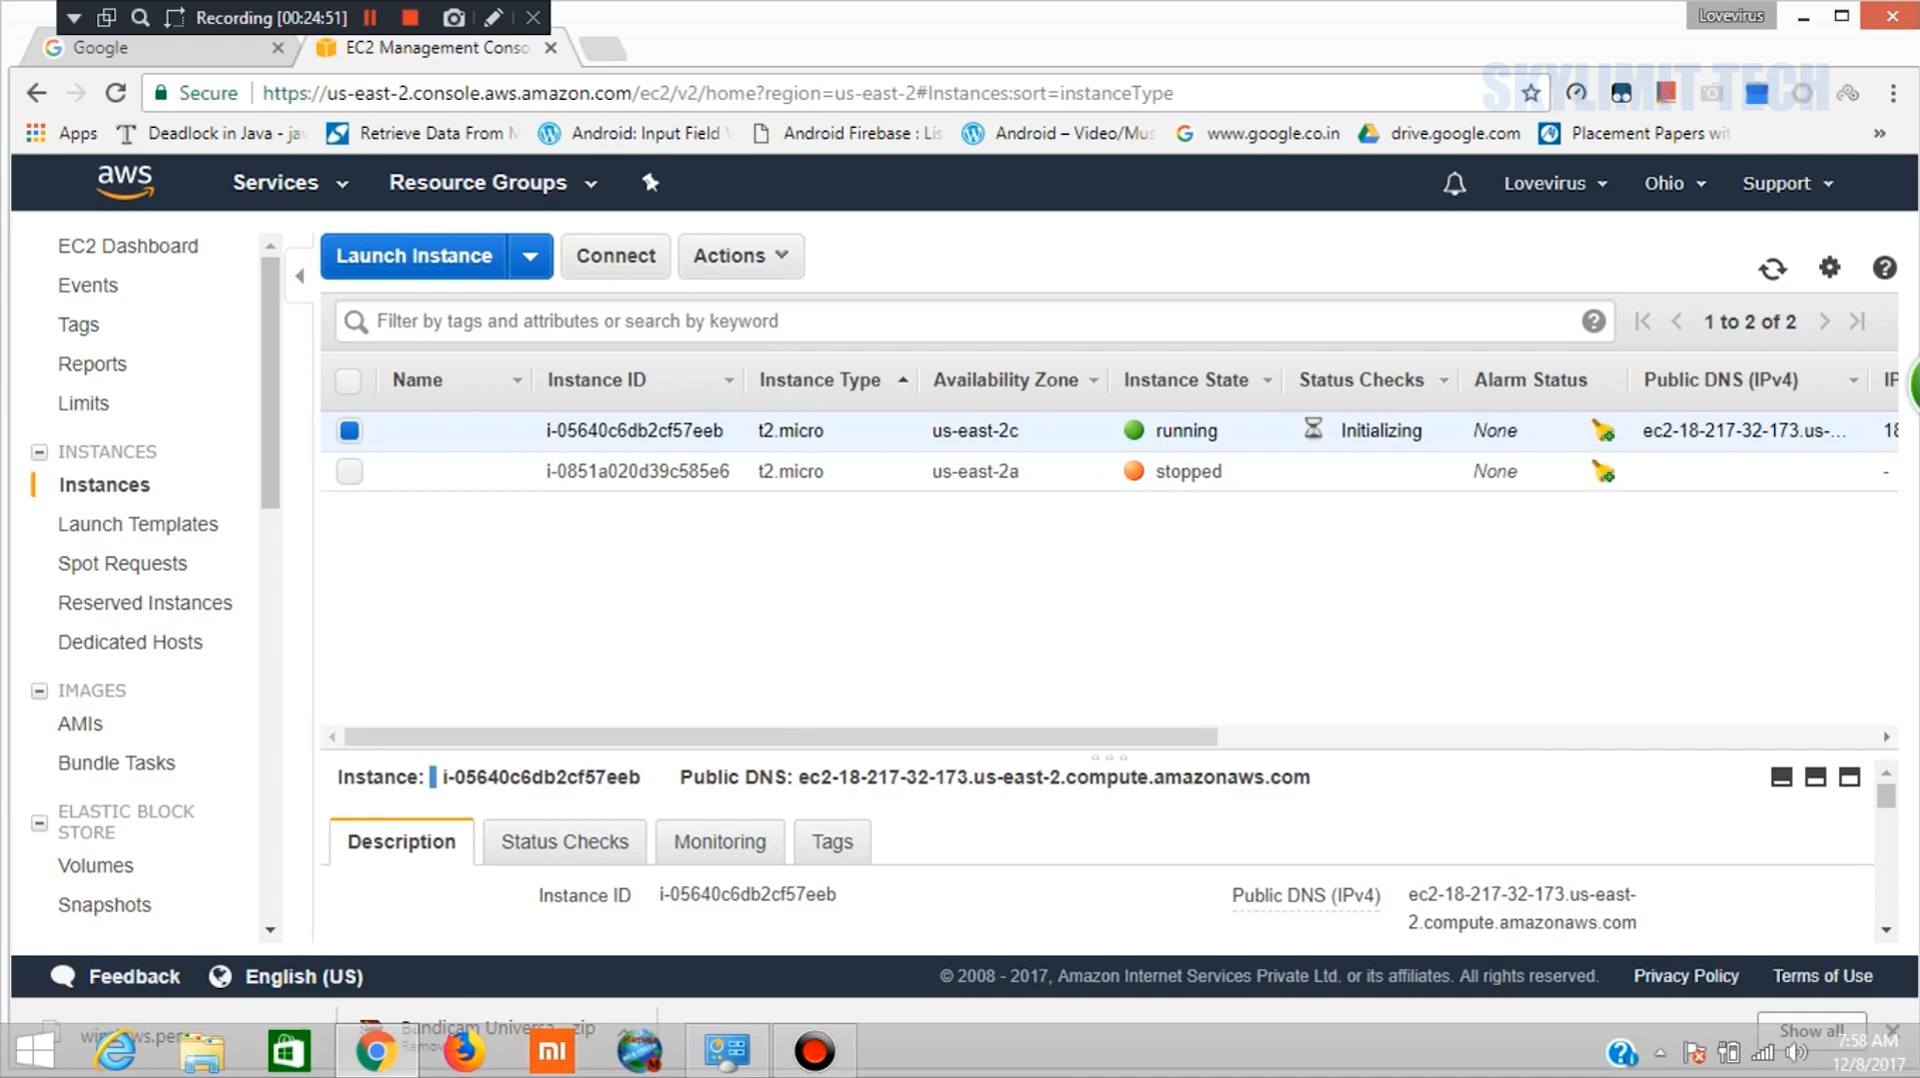 Recording [00:24:51]
Lovevirus
Google
EC2 Management Conso
SKYLIMIT TECH
Secure
https://us-east-2.console.aws.amazon.com/ec2/v2/home?region=us-east-2#Instances:sort=instanceType
Apps
Deadlock in Java - ja
Retrieve Data From
Android: Input Field
Android Firebase : Lis
Android – Video/Mus
www.google.co.in
drive.google.com
Placement Papers wit
aws
Services
Resource Groups
Lovevirus
Ohio
Support
EC2 Dashboard
Events
Tags
Reports
Limits
INSTANCES
Instances
Launch Templates
Spot Requests
Reserved Instances
Dedicated Hosts
IMAGES
AMIs
Bundle Tasks
ELASTIC BLOCK
STORE
Volumes
Snapshots
Launch Instance
Connect
Actions
Filter by tags and attributes or search by keyword
1 to 2 of 2
Name Instance ID Instance Type Availability Zone Instance State Status Checks Alarm Status Public DNS (IPv4) IP
i-05640c6db2cf57eeb t2.micro us-east-2c running Initializing None ec2-18-217-32-173.us-... 18
i-0851a020d39c585e6 t2.micro us-east-2a stopped None -
Instance: i-05640c6db2cf57eeb Public DNS: ec2-18-217-32-173.us-east-2.compute.amazonaws.com
Description
Status Checks
Monitoring
Tags
Instance ID i-05640c6db2cf57eeb
Public DNS (IPv4) ec2-18-217-32-173.us-east-
2.compute.amazonaws.com
Feedback
English (US)
© 2008 - 2017, Amazon Internet Services Private Ltd. or its affiliates. All rights reserved.
Privacy Policy
Terms of Use
Bandicam Universa...zip
Show all
7:58 AM
12/8/2017